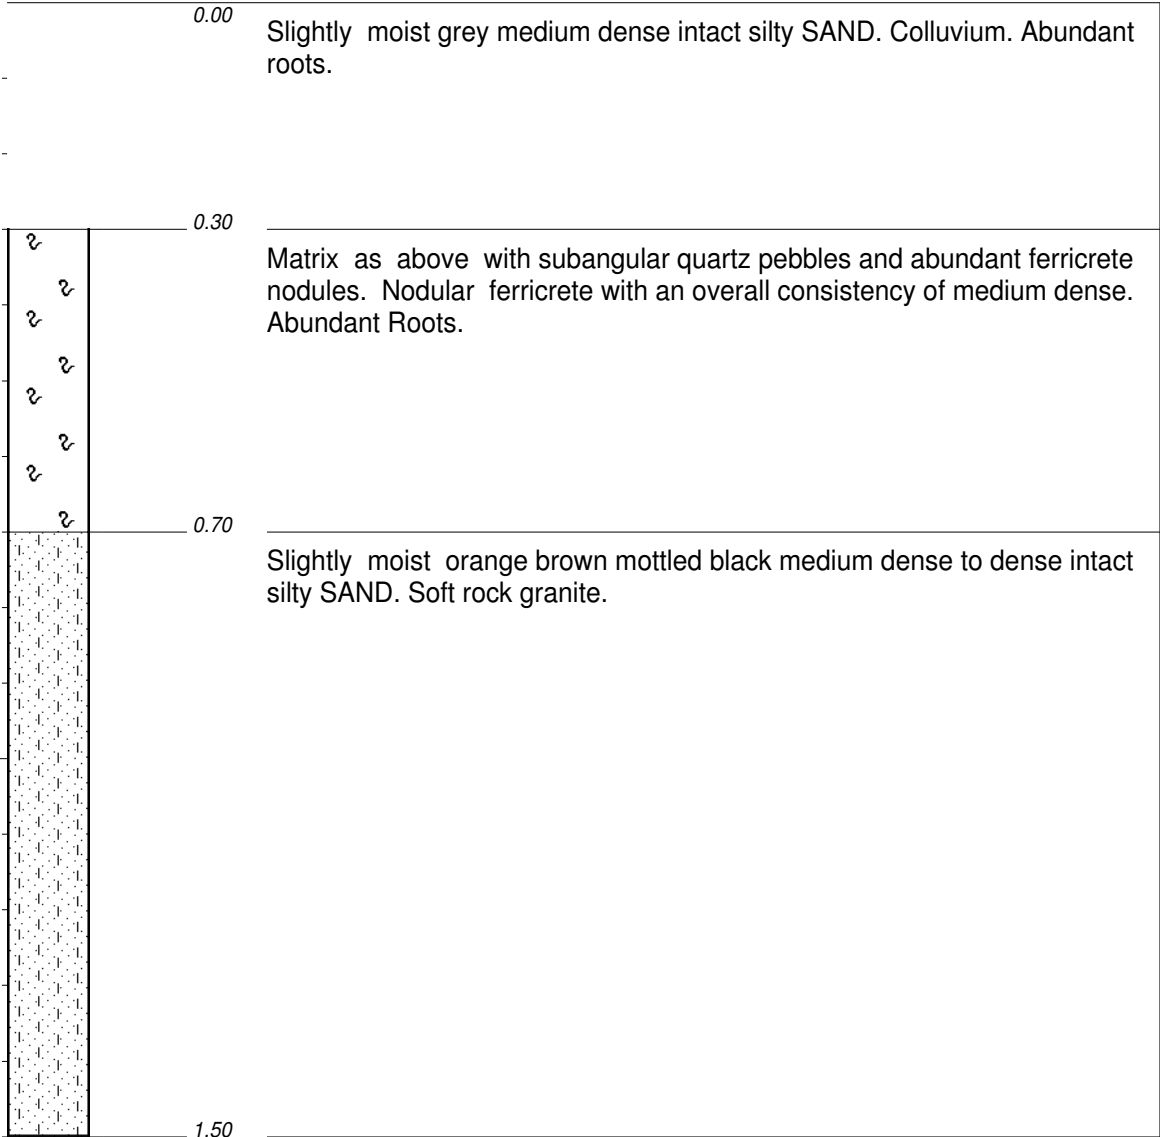 0.00
Slightly moist grey medium dense intact silty SAND. Colluvium. Abundant
roots.
0.30
Matrix as above with subangular quartz pebbles and abundant ferricrete
nodules. Nodular ferricrete with an overall consistency of medium dense.
Abundant Roots.
0.70
Slightly moist orange brown mottled black medium dense to dense intact
silty SAND. Soft rock granite.
1.50